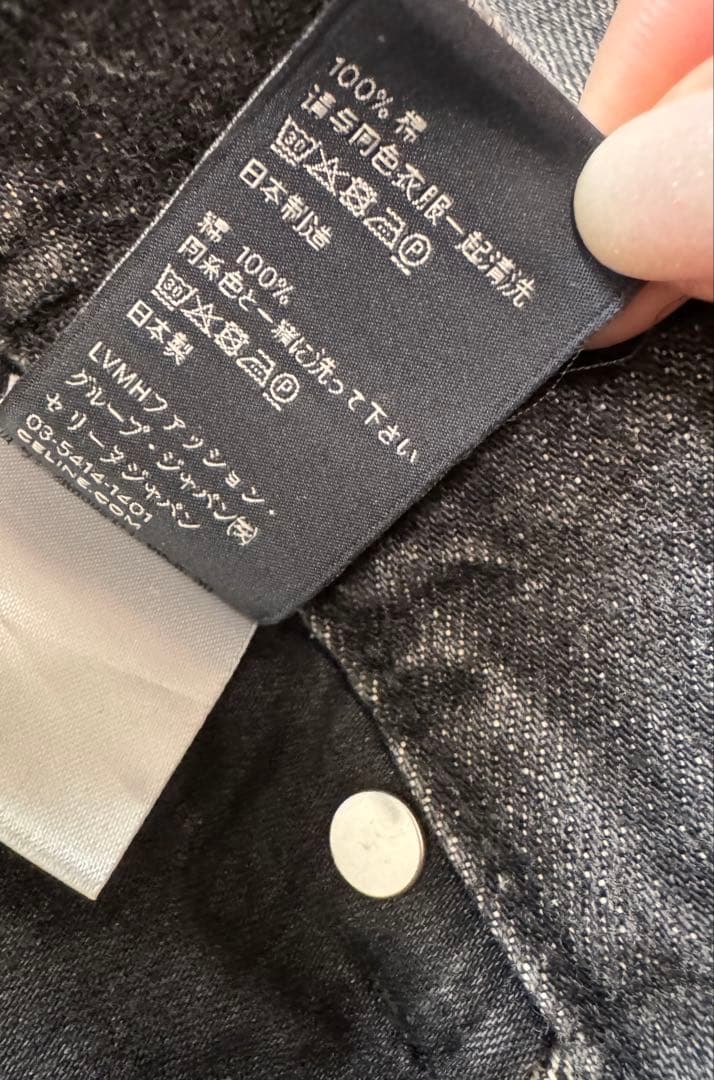 100% 棉
请与同色衣服一起清洗
30 P
日本制造
綿 100%
同系色と一緒に洗って下さい
30 P
日本製
LVMHファッション・
グループ・ジャパン㈱
セリーヌジャパン
03-5414-1401
CELINE.COM